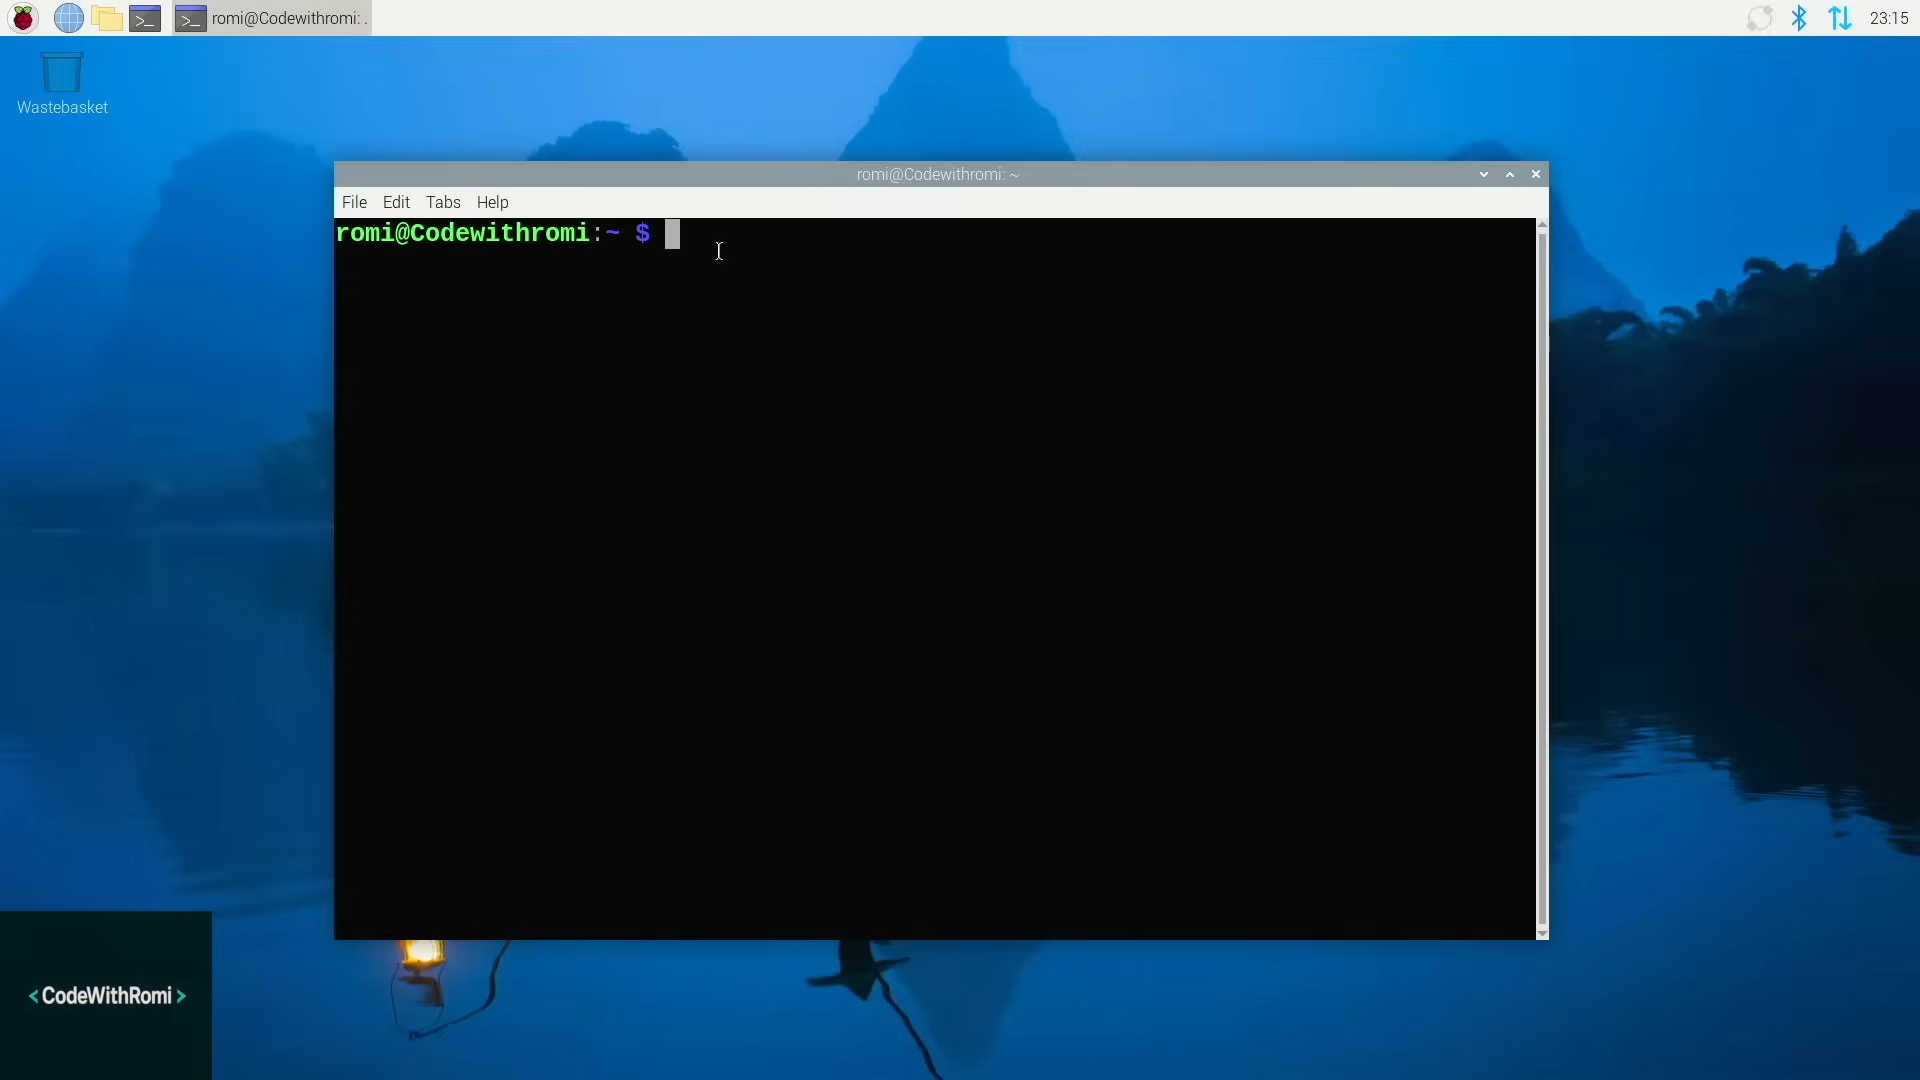 romi@Codewithromi: .
23:15
Wastebasket
romi@Codewithromi: ~
File Edit Tabs Help
romi@Codewithromi:~ $
<CodeWithRomi>